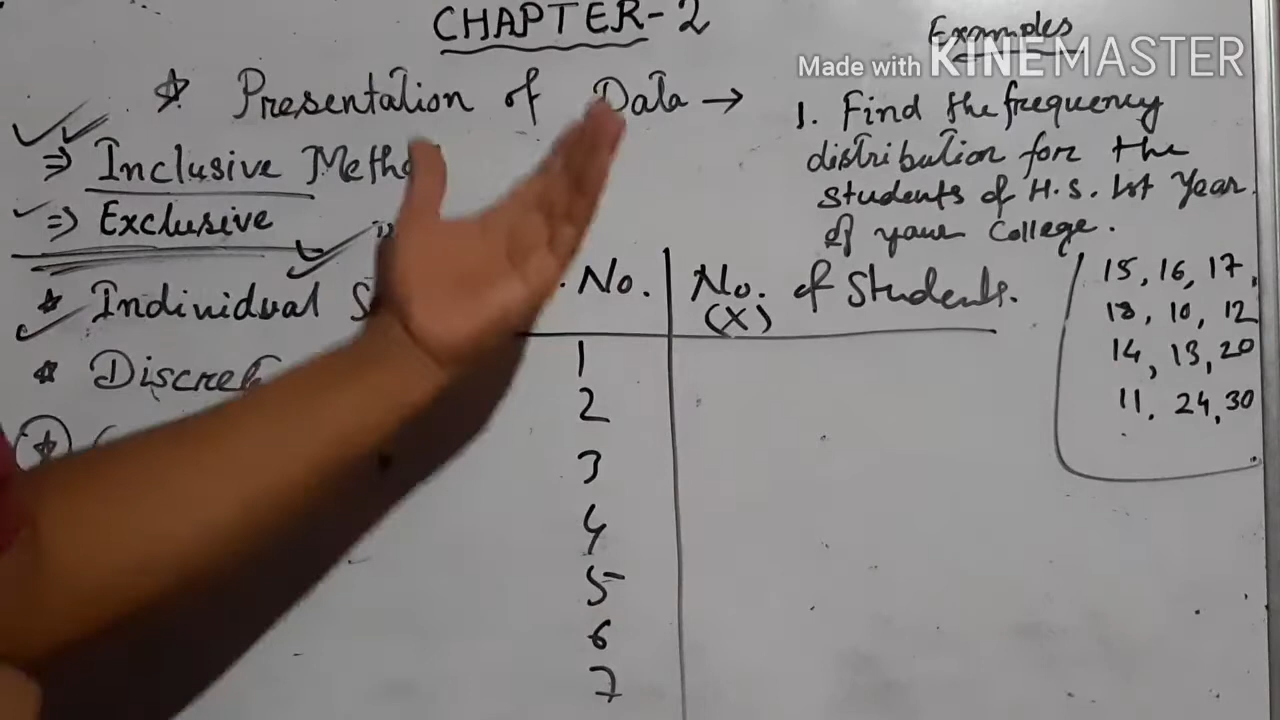 CHAPTER-2
☆ Presentation of Data →
⇒ Inclusive
⇒ Exclusive
* Individual
*
. No.
No. of Students.
(X)
1
2
3
4
5
6
7
Examples
Made with KINEMASTER
1. Find the frequency
distribution for the
Students of H.S. 1st Year
of your College.
15, 16, 17,
18, 10, 12
14, 13, 20
11, 24, 30